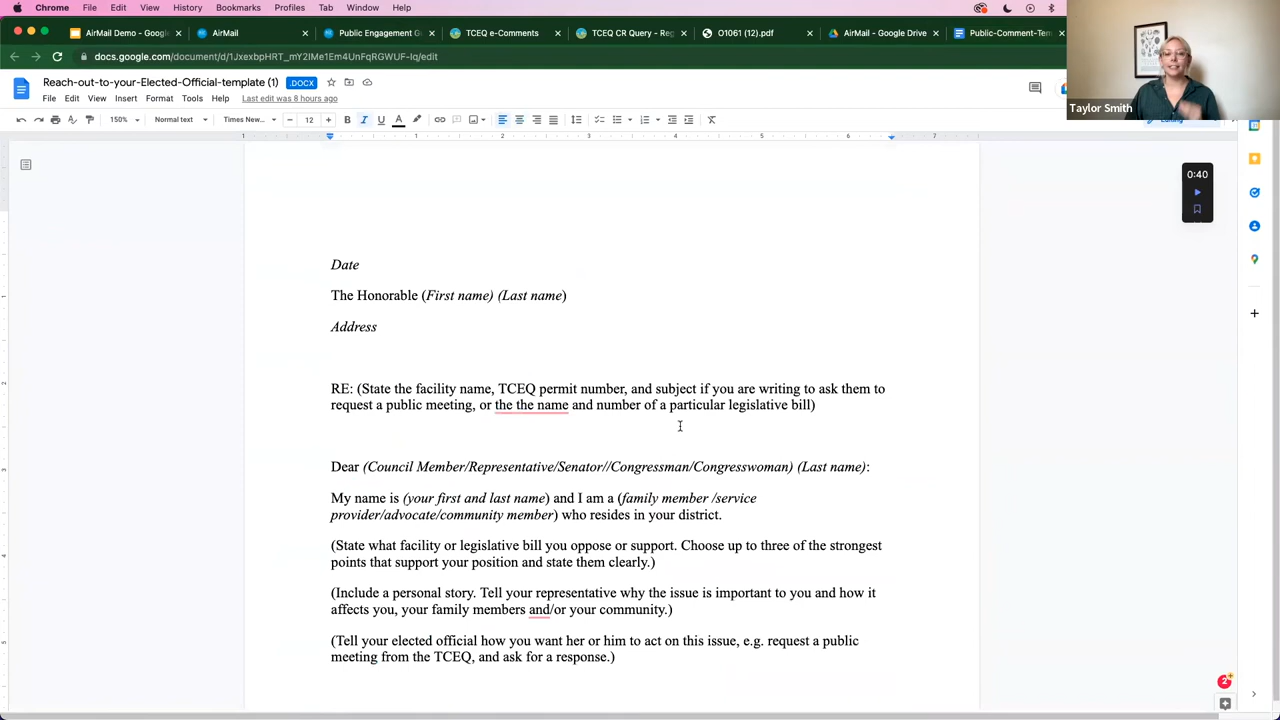 Chrome File Edit View History Bookmarks Profiles Tab Window Help
AirMail Demo - Google AirMail Public Engagement G TCEQ e-Comments TCEQ CR Query - Reg O1061 (12).pdf AirMail - Google Drive Public-Comment-Tem
docs.google.com/document/d/1JxexbpHRT_mY2IMe1Em4UnFqRGWUF-Iq/edit
Reach-out-to-your-Elected-Official-template (1) .DOCX
File Edit View Insert Format Tools Help Last edit was 8 hours ago
150% Normal text Times New... 12 Editing
Taylor Smith
1 1 2 3 4 5 6 7
0:40
Date
The Honorable (First name) (Last name)
Address
RE: (State the facility name, TCEQ permit number, and subject if you are writing to ask them to
request a public meeting, or the the name and number of a particular legislative bill)
Dear (Council Member/Representative/Senator//Congressman/Congresswoman) (Last name):
My name is (your first and last name) and I am a (family member /service
provider/advocate/community member) who resides in your district.
(State what facility or legislative bill you oppose or support. Choose up to three of the strongest
points that support your position and state them clearly.)
(Include a personal story. Tell your representative why the issue is important to you and how it
affects you, your family members and/or your community.)
(Tell your elected official how you want her or him to act on this issue, e.g. request a public
meeting from the TCEQ, and ask for a response.)
2